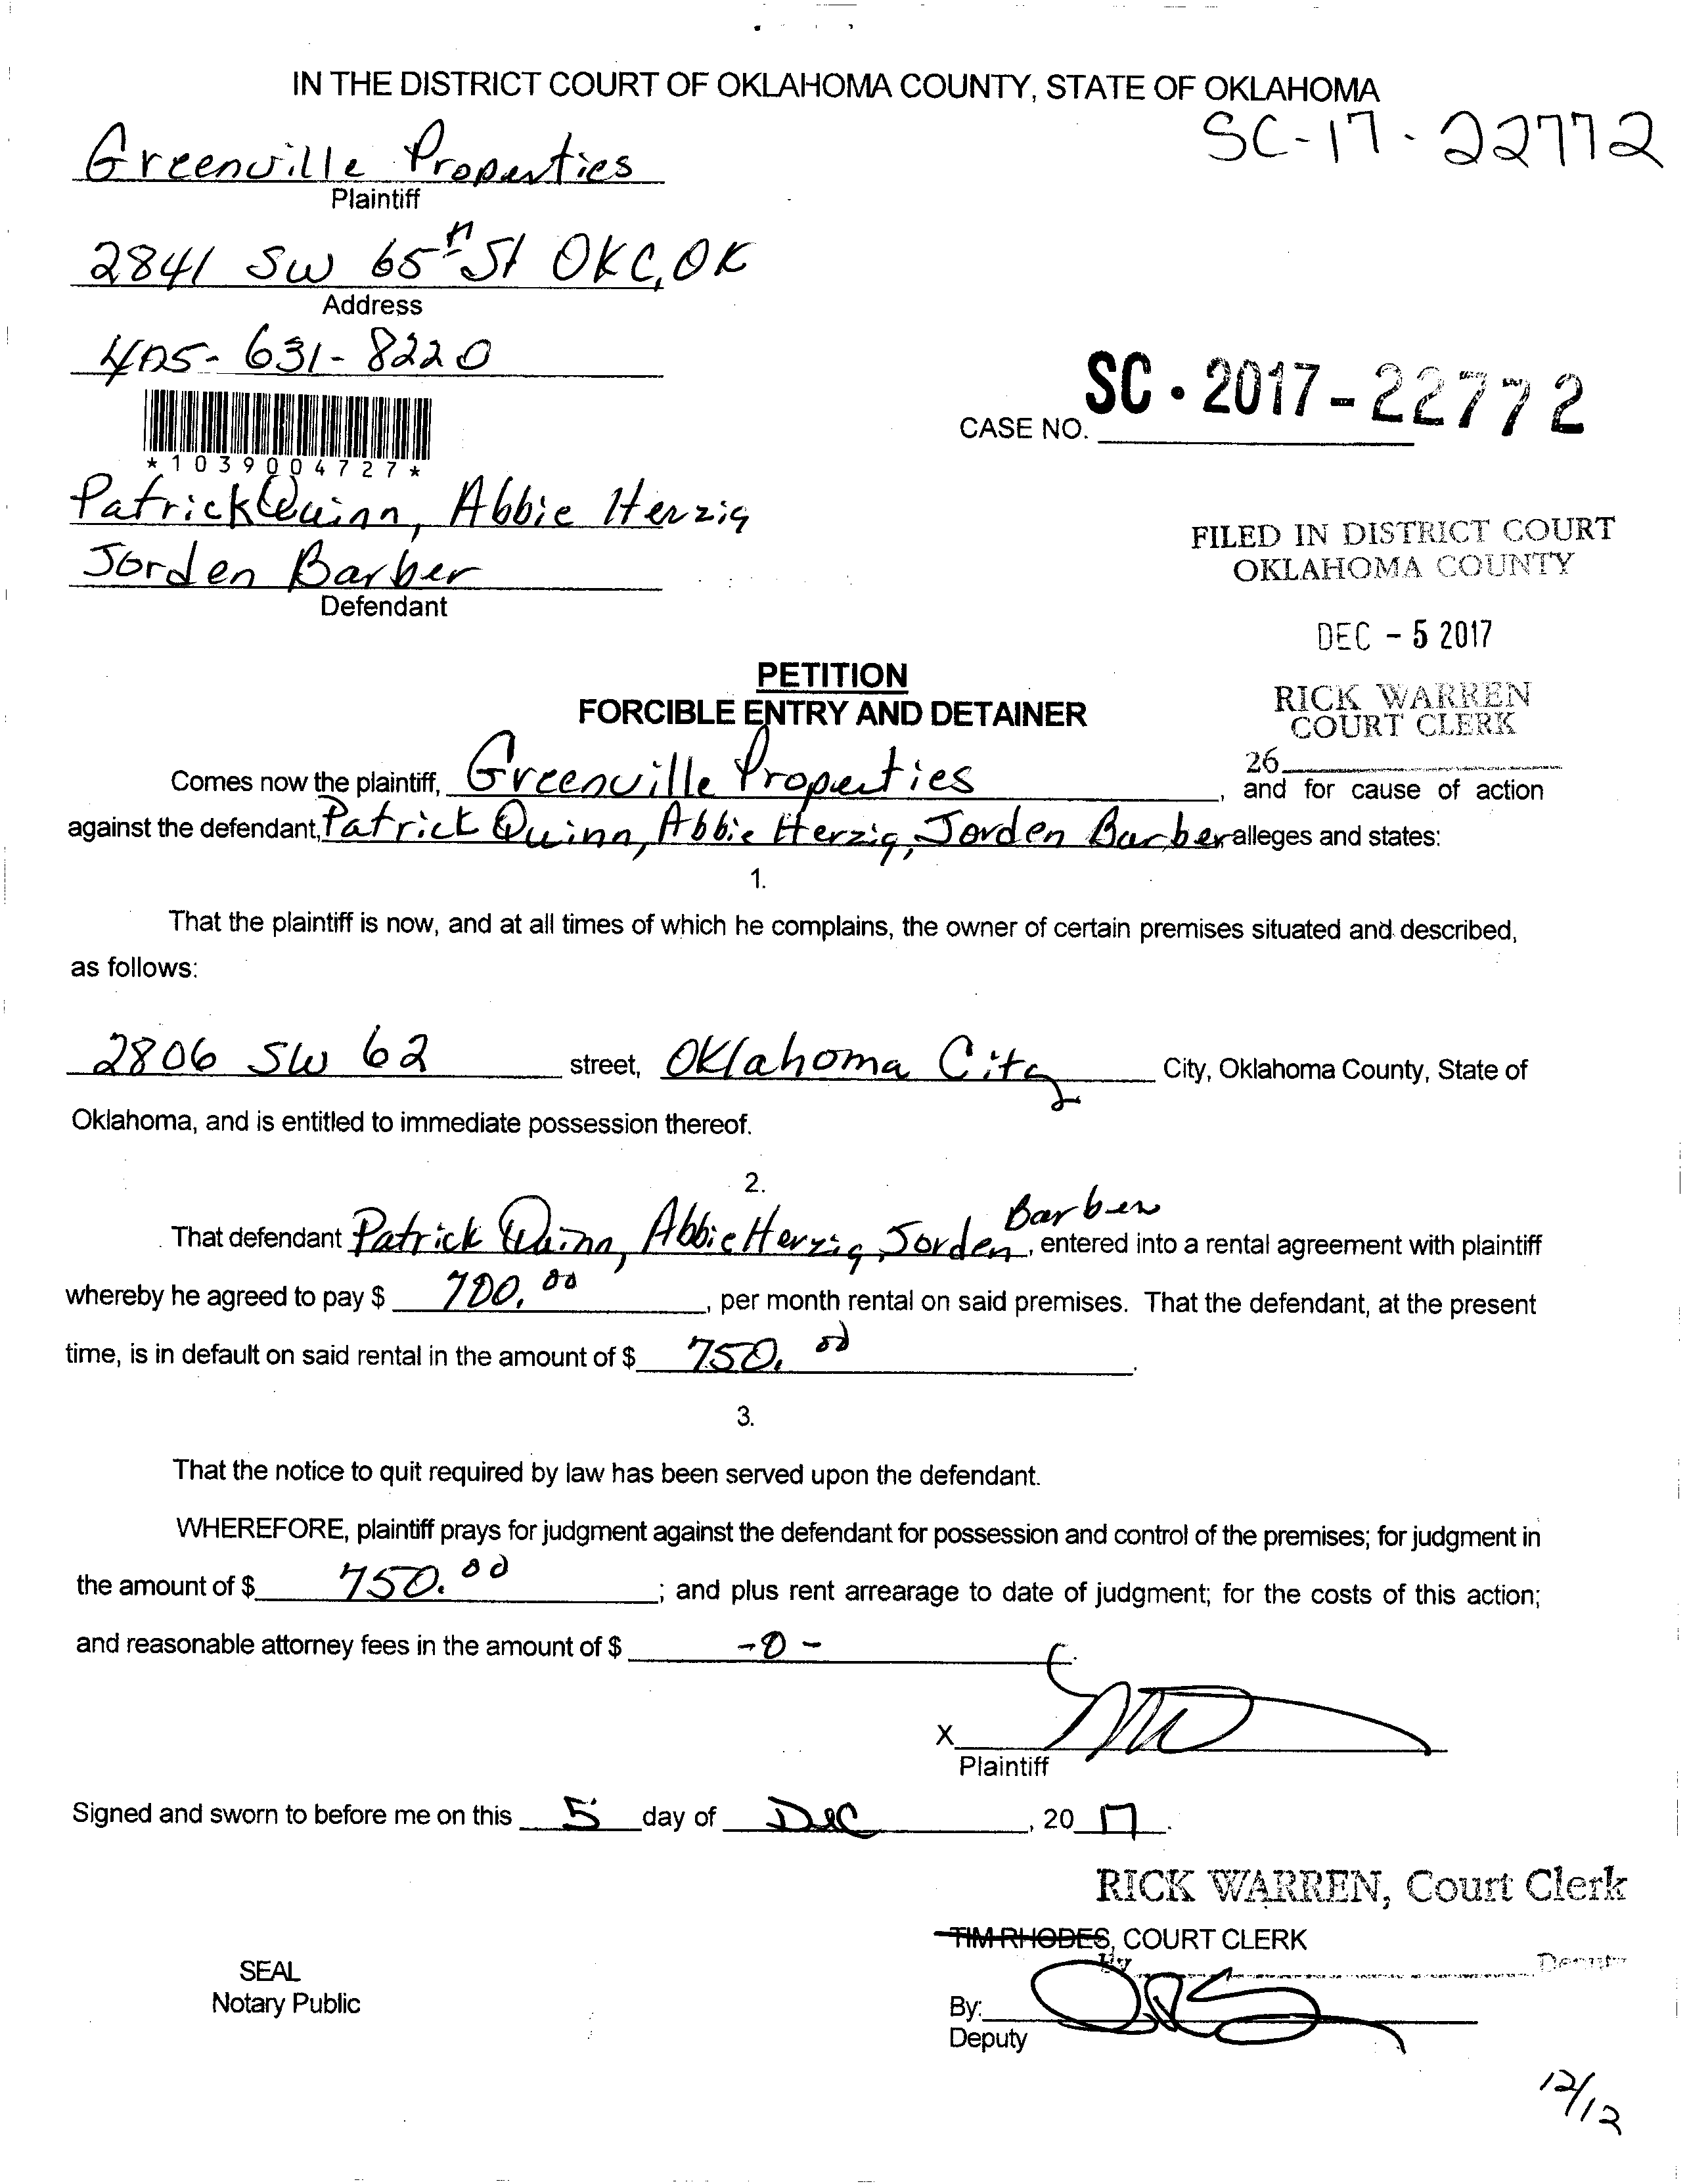 IN THE DISTRICT COURT OF OKLAHOMA COUNTY, STATE OF OKLAHOMA
SC-17-22772
Greenville Properties
Plaintiff
2841 SW 65th St OKC, OK
Address
405-631-8220
CASE NO. SC-2017-22772
*1039004727*
Patrick Quinn, Abbie Herzig
Jorden Barber
Defendant
FILED IN DISTRICT COURT
OKLAHOMA COUNTY
DEC - 5 2017
RICK WARREN
COURT CLERK
26
PETITION
FORCIBLE ENTRY AND DETAINER
Comes now the plaintiff, Greenville Properties, and for cause of action
against the defendant, Patrick Quinn, Abbie Herzig, Jorden Barber alleges and states:
1.
That the plaintiff is now, and at all times of which he complains, the owner of certain premises situated and described,
as follows:
2806 SW 62 street, Oklahoma City City, Oklahoma County, State of
Oklahoma, and is entitled to immediate possession thereof.
2.
That defendant Patrick Quinn, Abbie Herzig, Jorden Barber, entered into a rental agreement with plaintiff
whereby he agreed to pay $ 700.00, per month rental on said premises. That the defendant, at the present
time, is in default on said rental in the amount of $ 750.00.
3.
That the notice to quit required by law has been served upon the defendant.
WHEREFORE, plaintiff prays for judgment against the defendant for possession and control of the premises; for judgment in
the amount of $ 750.00; and plus rent arrearage to date of judgment; for the costs of this action;
and reasonable attorney fees in the amount of $ -0-.
X
Plaintiff
Signed and sworn to before me on this 5 day of Dec, 2017.
RICK WARREN, Court Clerk
TIM RHODES, COURT CLERK
By Deputy
SEAL
Notary Public
By:
Deputy
12/12